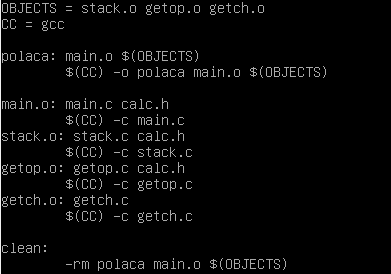 OBJECTS = stack.o getop.o getch.o
CC = gcc
polaca: main.o $(OBJECTS)
$(CC) -o polaca main.o $(OBJECTS)
main.o: main.c calc.h
$(CC) -c main.c
stack.o: stack.c calc.h
$(CC) -c stack.c
getop.o: getop.c calc.h
$(CC) -c getop.c
getch.o: getch.c
$(CC) -c getch.c
clean:
-rm polaca main.o $(OBJECTS)